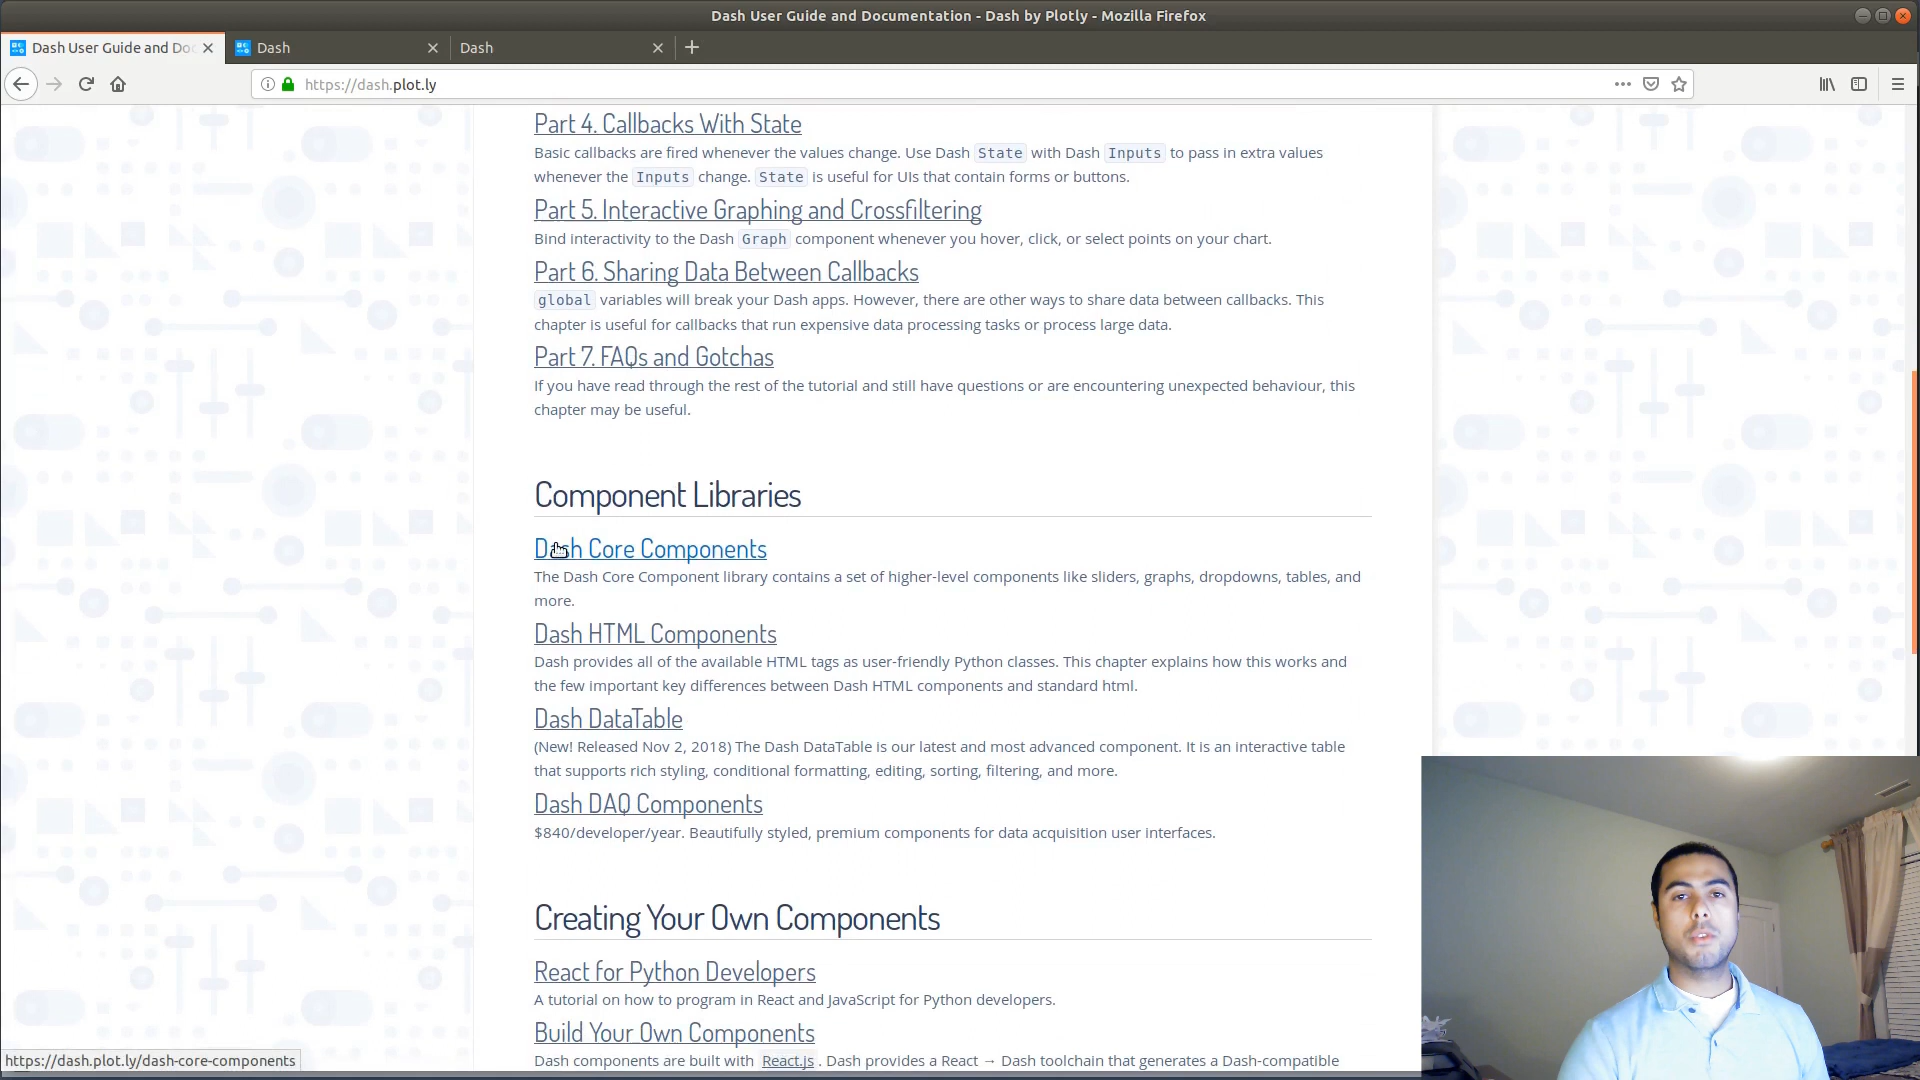 Dash User Guide and Documentation - Dash by Plotly - Mozilla Firefox
Dash User Guide and Doc
Dash
Dash
https://dash.plot.ly
Part 4. Callbacks With State
Basic callbacks are fired whenever the values change. Use Dash State with Dash Inputs to pass in extra values
whenever the Inputs change. State is useful for UIs that contain forms or buttons.
Part 5. Interactive Graphing and Crossfiltering
Bind interactivity to the Dash Graph component whenever you hover, click, or select points on your chart.
Part 6. Sharing Data Between Callbacks
global variables will break your Dash apps. However, there are other ways to share data between callbacks. This
chapter is useful for callbacks that run expensive data processing tasks or process large data.
Part 7. FAQs and Gotchas
If you have read through the rest of the tutorial and still have questions or are encountering unexpected behaviour, this
chapter may be useful.
Component Libraries
Dash Core Components
The Dash Core Component library contains a set of higher-level components like sliders, graphs, dropdowns, tables, and
more.
Dash HTML Components
Dash provides all of the available HTML tags as user-friendly Python classes. This chapter explains how this works and
the few important key differences between Dash HTML components and standard html.
Dash DataTable
(New! Released Nov 2, 2018) The Dash DataTable is our latest and most advanced component. It is an interactive table
that supports rich styling, conditional formatting, editing, sorting, filtering, and more.
Dash DAQ Components
$840/developer/year. Beautifully styled, premium components for data acquisition user interfaces.
Creating Your Own Components
React for Python Developers
A tutorial on how to program in React and JavaScript for Python developers.
Build Your Own Components
Dash components are built with React.js . Dash provides a React → Dash toolchain that generates a Dash-compatible
https://dash.plot.ly/dash-core-components